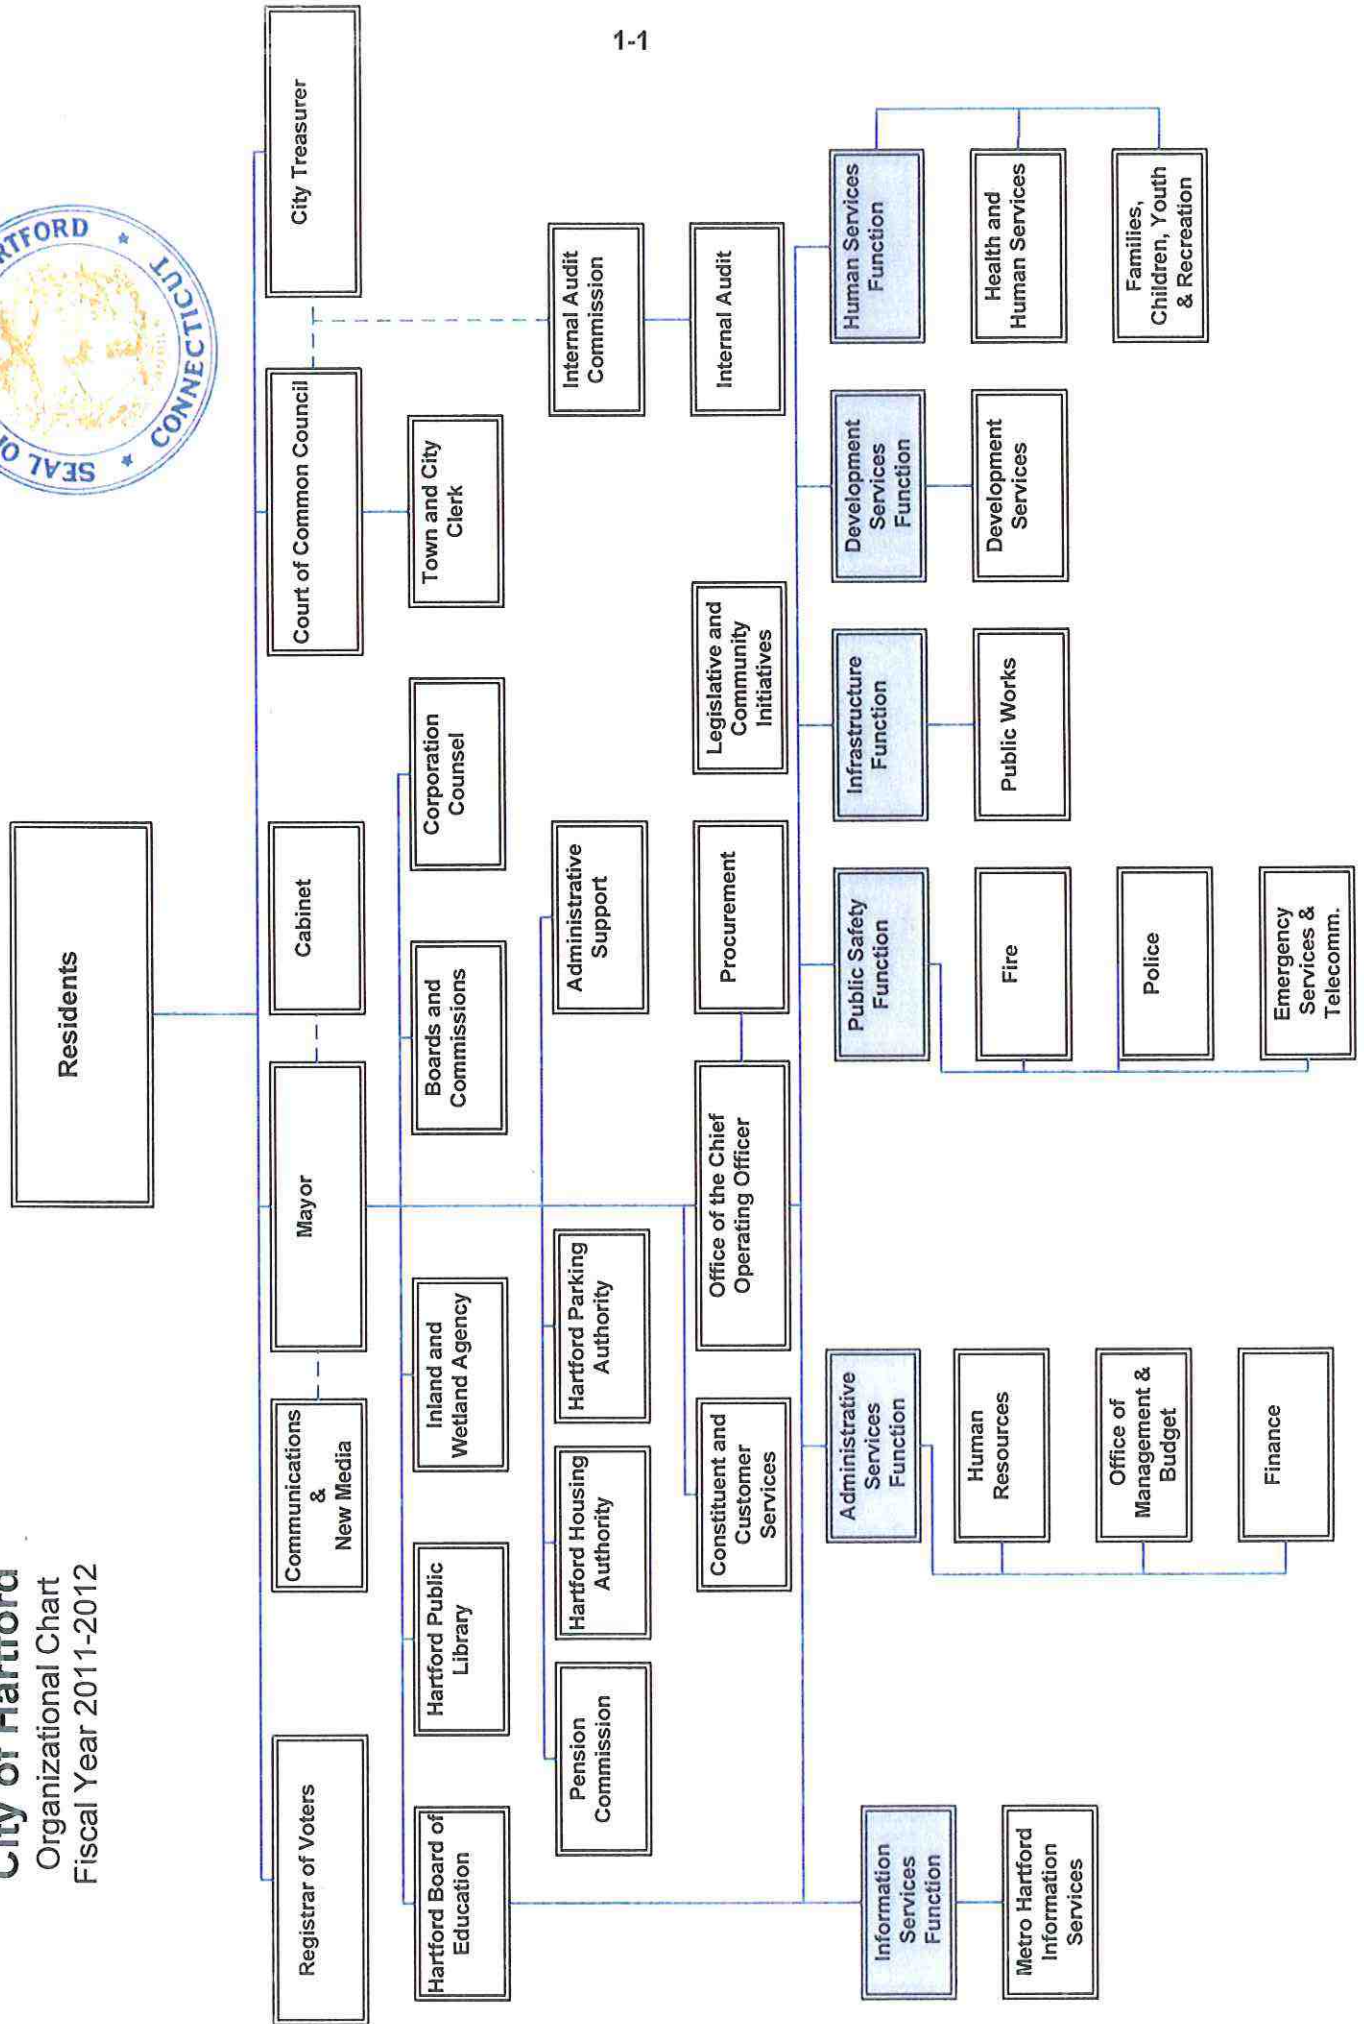 City of Hartford
Organizational Chart
Fiscal Year 2011-2012
CONNECTICUT
Residents
Registrar of Voters
Communications
&
New Media
Mayor
Cabinet
Court of Common Council
City Treasurer
Hartford Board of
Education
Hartford Public
Library
Inland and
Wetland Agency
Boards and
Commissions
Corporation
Counsel
Town and City
Clerk
Pension
Commission
Hartford Housing
Authority
Hartford Parking
Authority
Administrative
Support
Internal Audit
Commission
Constituent and
Customer
Services
Office of the Chief
Operating Officer
Procurement
Legislative and
Community
Initiatives
Internal Audit
Information
Services
Function
Administrative
Services
Function
Public Safety
Function
Infrastructure
Function
Development
Services
Function
Human Services
Function
Metro Hartford
Information
Services
Human
Resources
Fire
Public Works
Development
Services
Health and
Human Services
Office of
Management &
Budget
Police
Families,
Children, Youth
& Recreation
Finance
Emergency
Services &
Telecomm.
1-1